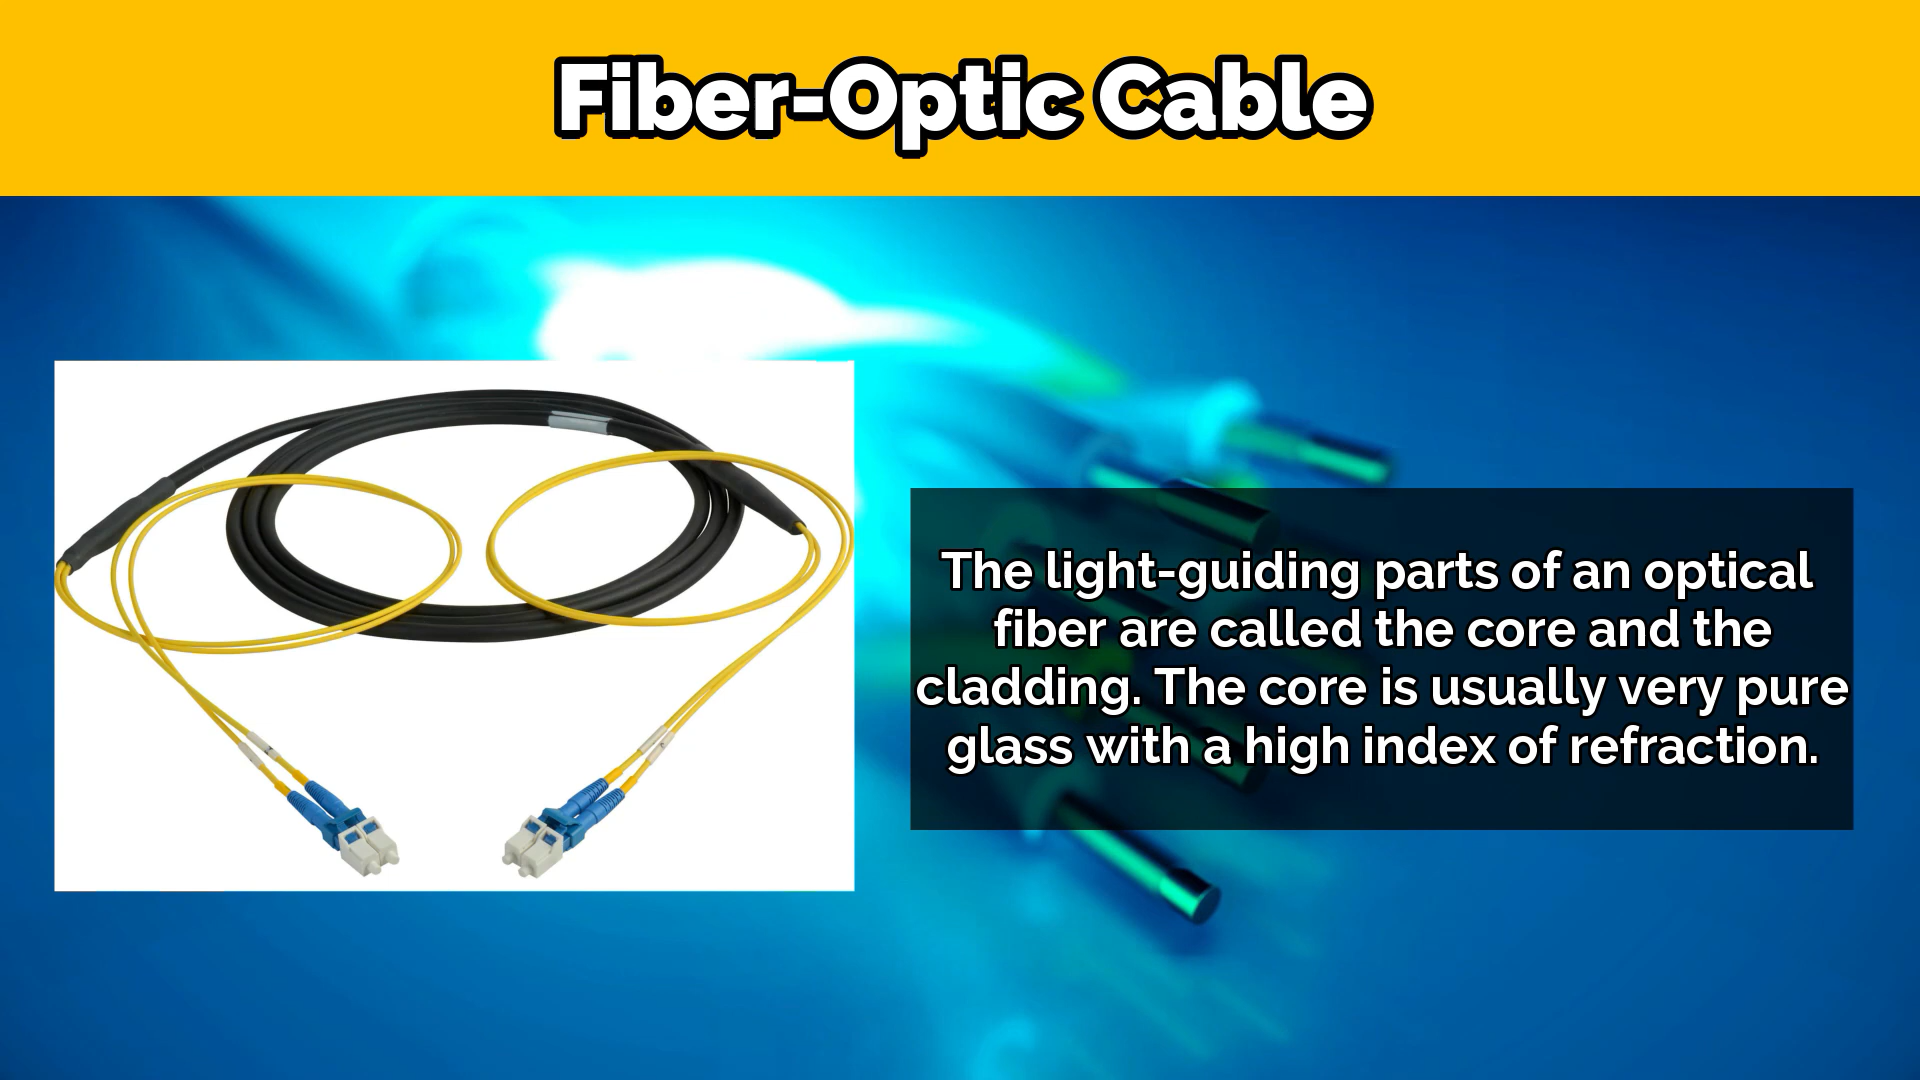 Fiber-Optic Cable
The light-guiding parts of an optical
fiber are called the core and the
cladding. The core is usually very pure
glass with a high index of refraction.